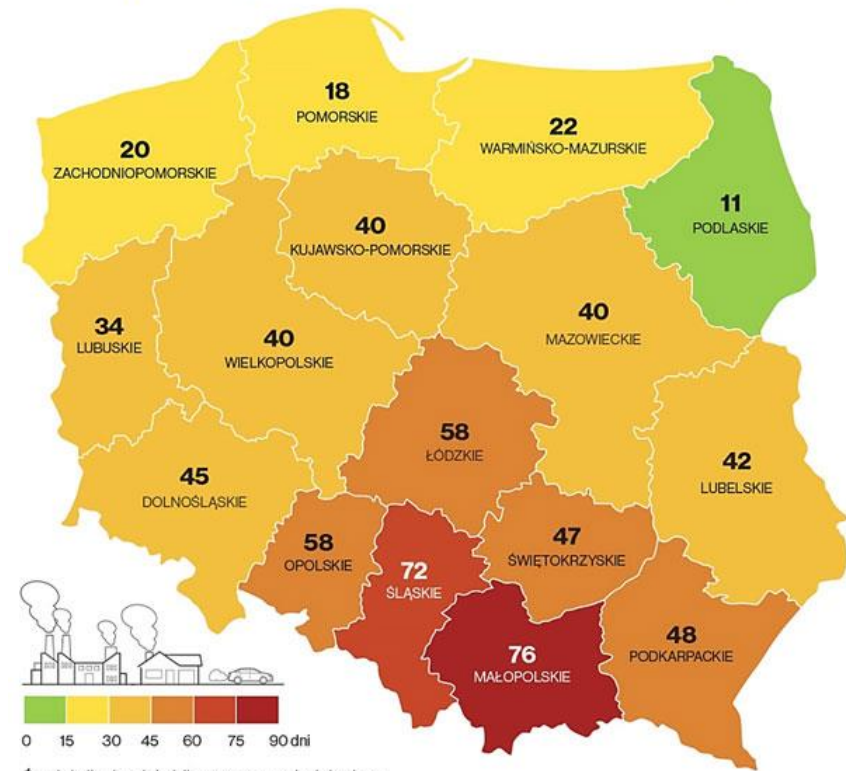 18
POMORSKIE
22
WARMIŃSKO-MAZURSKIE
20
ZACHODNIOPOMORSKIE
11
PODLASKIE
40
KUJAWSKO-POMORSKIE
34
LUBUSKIE
40
WIELKOPOLSKIE
40
MAZOWIECKIE
58
ŁÓDZKIE
42
LUBELSKIE
45
DOLNOŚLĄSKIE
58
OPOLSKIE
72
ŚLĄSKIE
47
ŚWIĘTOKRZYSKIE
76
MAŁOPOLSKIE
48
PODKARPACKIE
0 15 30 45 60 75 90 dni